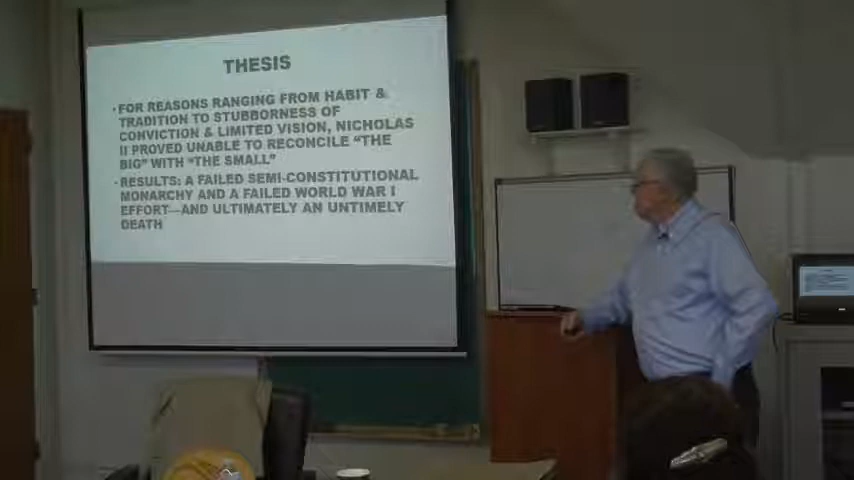 THESIS
• FOR REASONS RANGING FROM HABIT &
TRADITION TO STUBBORNESS OF
CONVICTION & LIMITED VISION, NICHOLAS
II PROVED UNABLE TO RECONCILE “THE
BIG” WITH “THE SMALL”
• RESULTS: A FAILED SEMI-CONSTITUTIONAL
MONARCHY AND A FAILED WORLD WAR I
EFFORT—AND ULTIMATELY AN UNTIMELY
DEATH